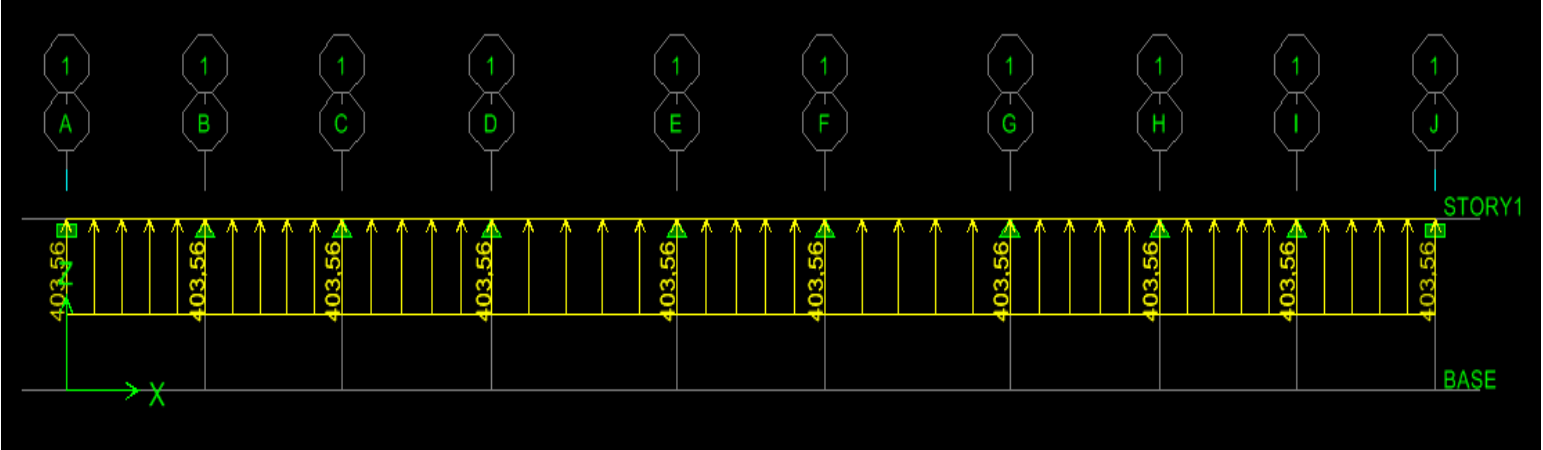 1 1 1 1 1 1 1 1 1 1
A B C D E F G H I J
STORY1
403.56 403.56 403.56 403.56 403.56 403.56 403.56 403.56 403.56 403.56
Z
BASE
X